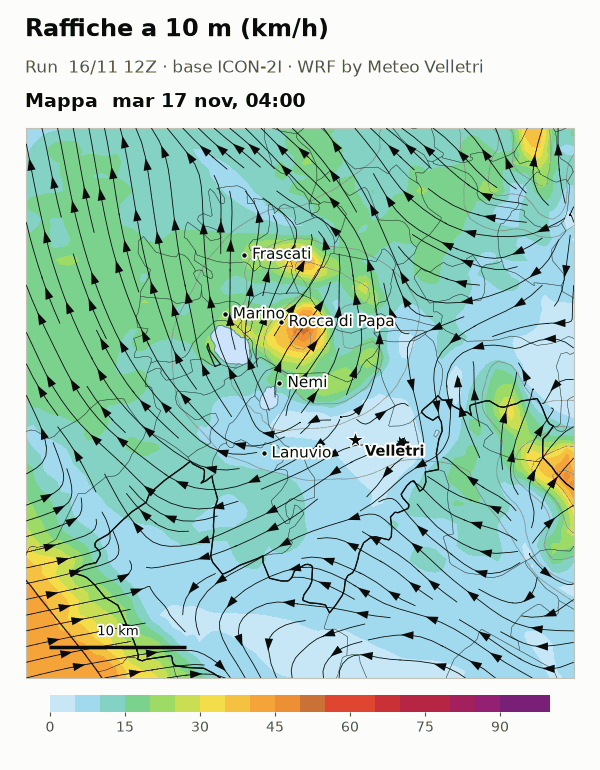 Raffiche a 10 m (km/h)
Run 16/11 12Z · base ICON-2I · WRF by Meteo Velletri
Mappa mar 17 nov, 04:00
Frascati
Marino
Rocca di Papa
Nemi
Lanuvio
Velletri
10 km
0 15 30 45 60 75 90